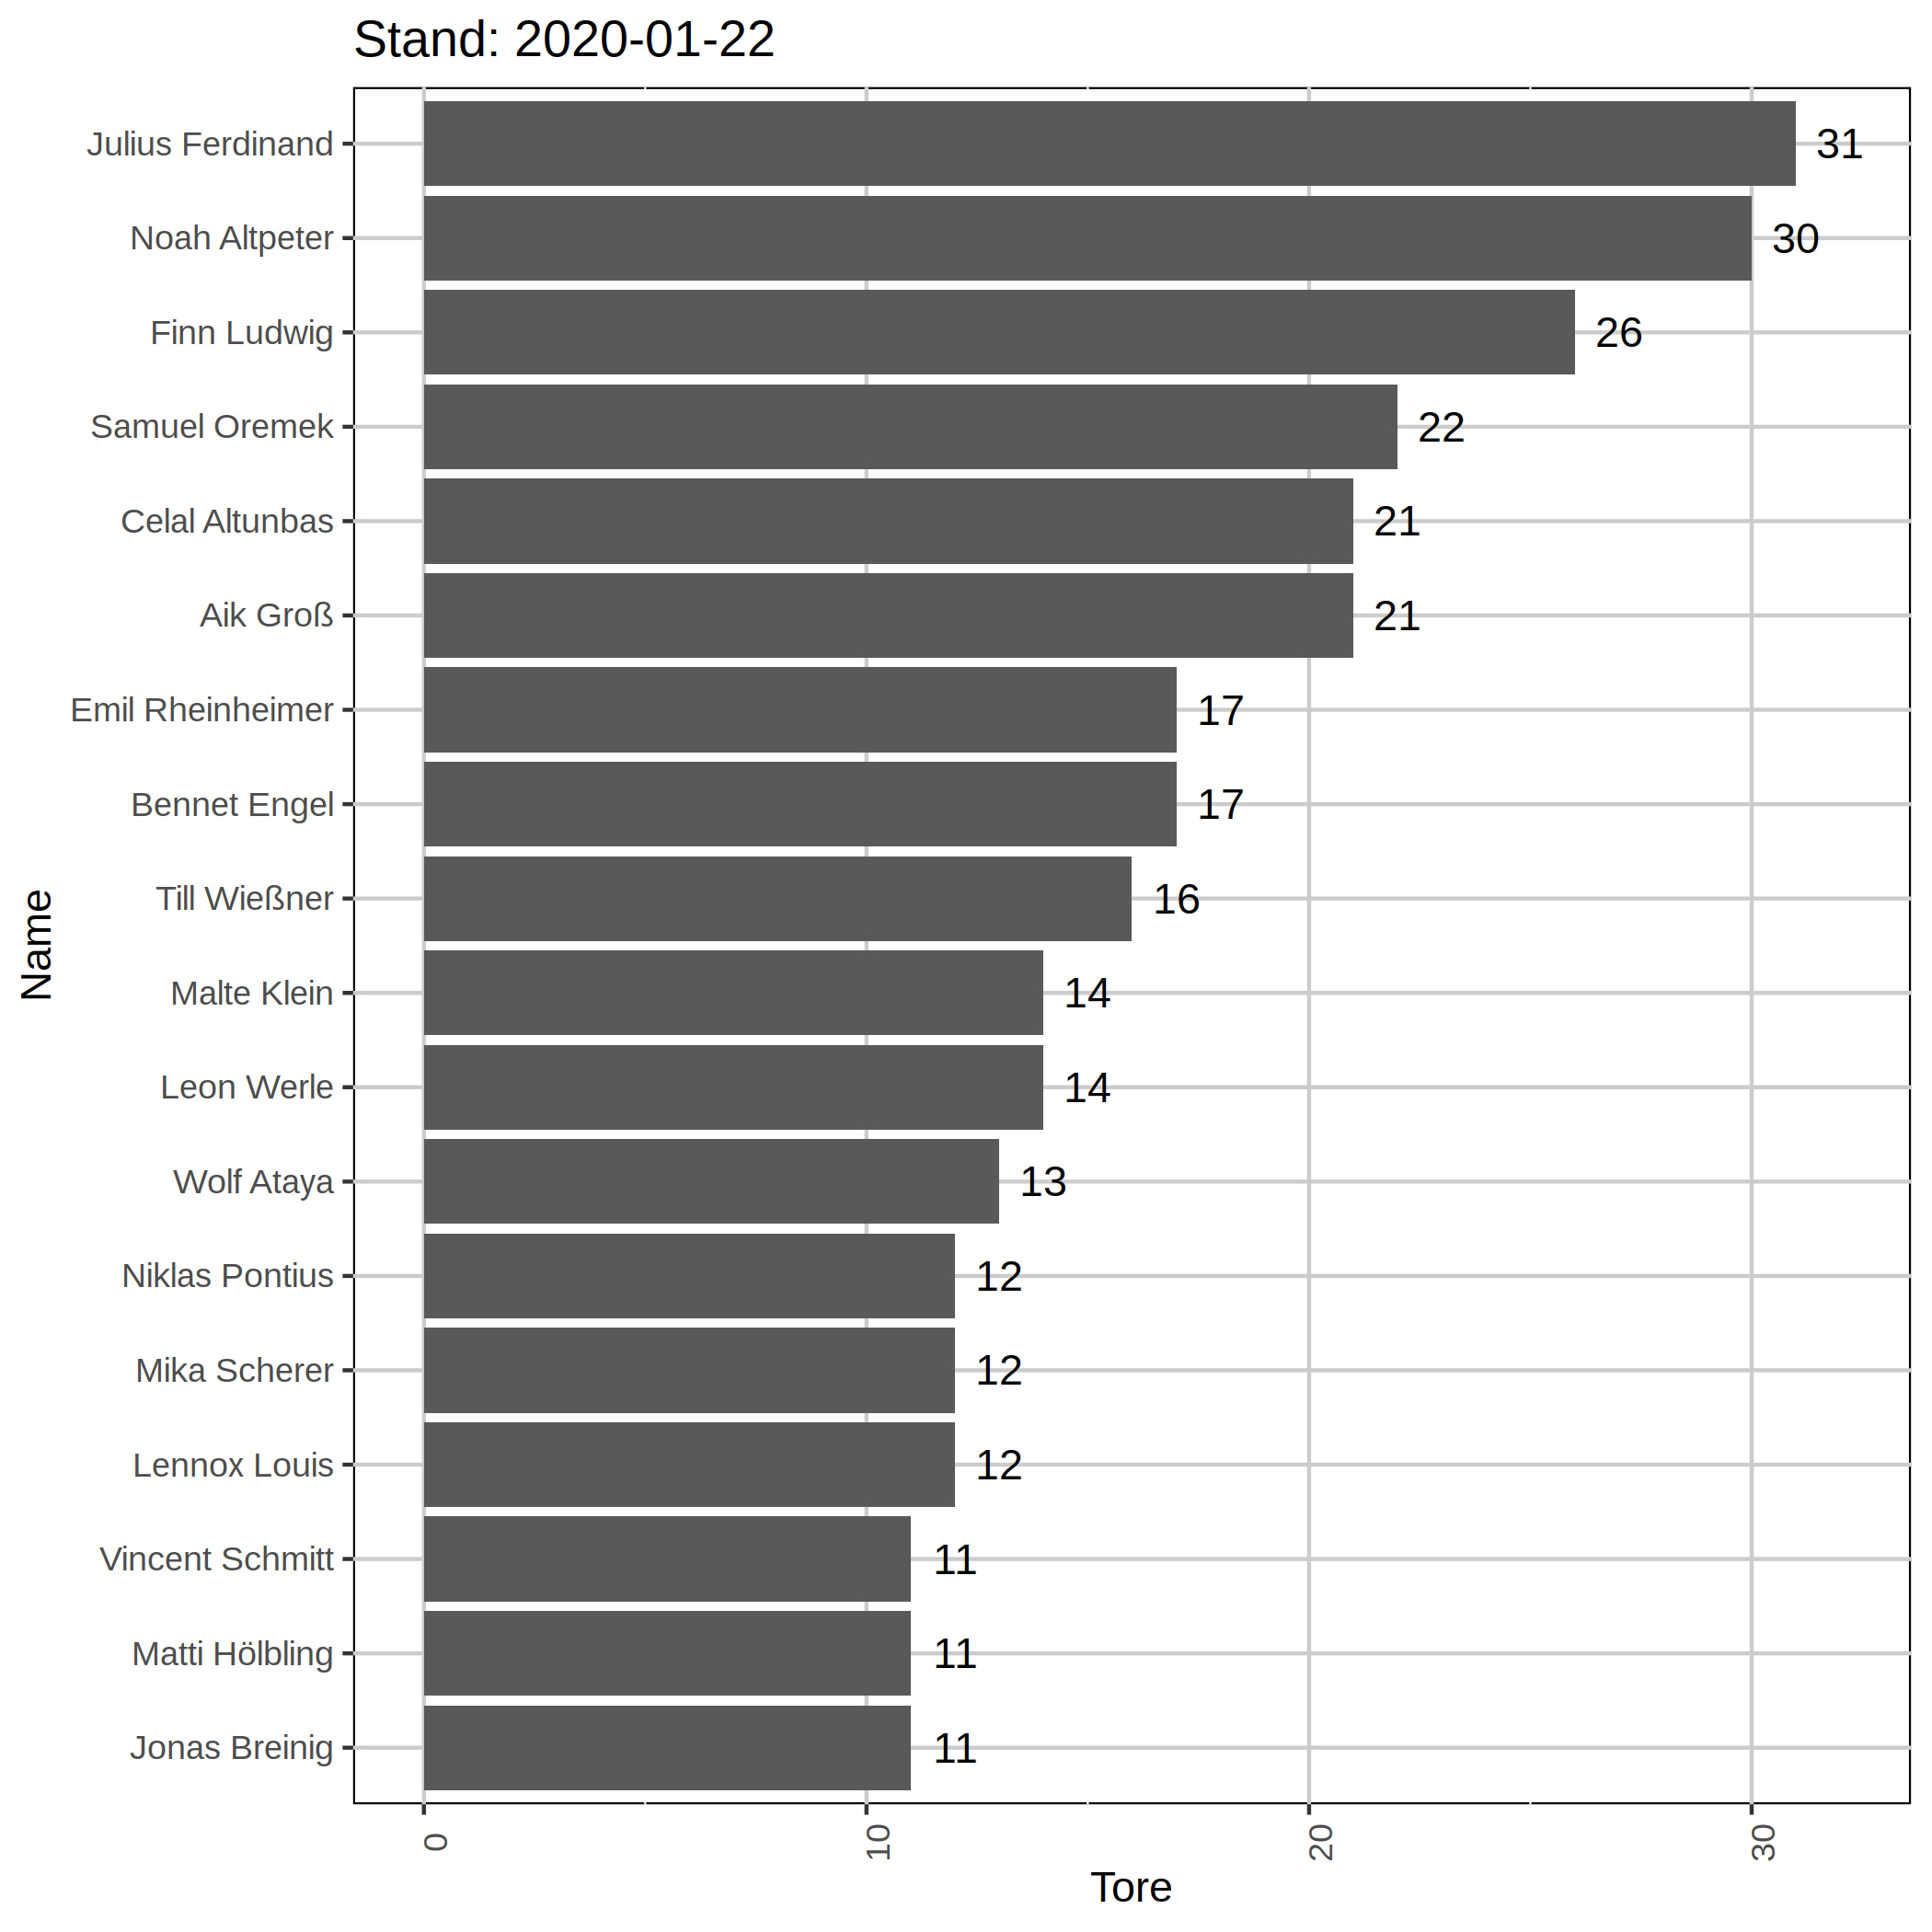 Stand: 2020-01-22
Julius Ferdinand 31
Noah Altpeter 30
Finn Ludwig 26
Samuel Oremek 22
Celal Altunbas 21
Aik Groß 21
Emil Rheinheimer 17
Bennet Engel 17
Till Wießner 16
Malte Klein 14
Leon Werle 14
Wolf Ataya 13
Niklas Pontius 12
Mika Scherer 12
Lennox Louis 12
Vincent Schmitt 11
Matti Hölbling 11
Jonas Breinig 11
Name
0 10 20 30
Tore